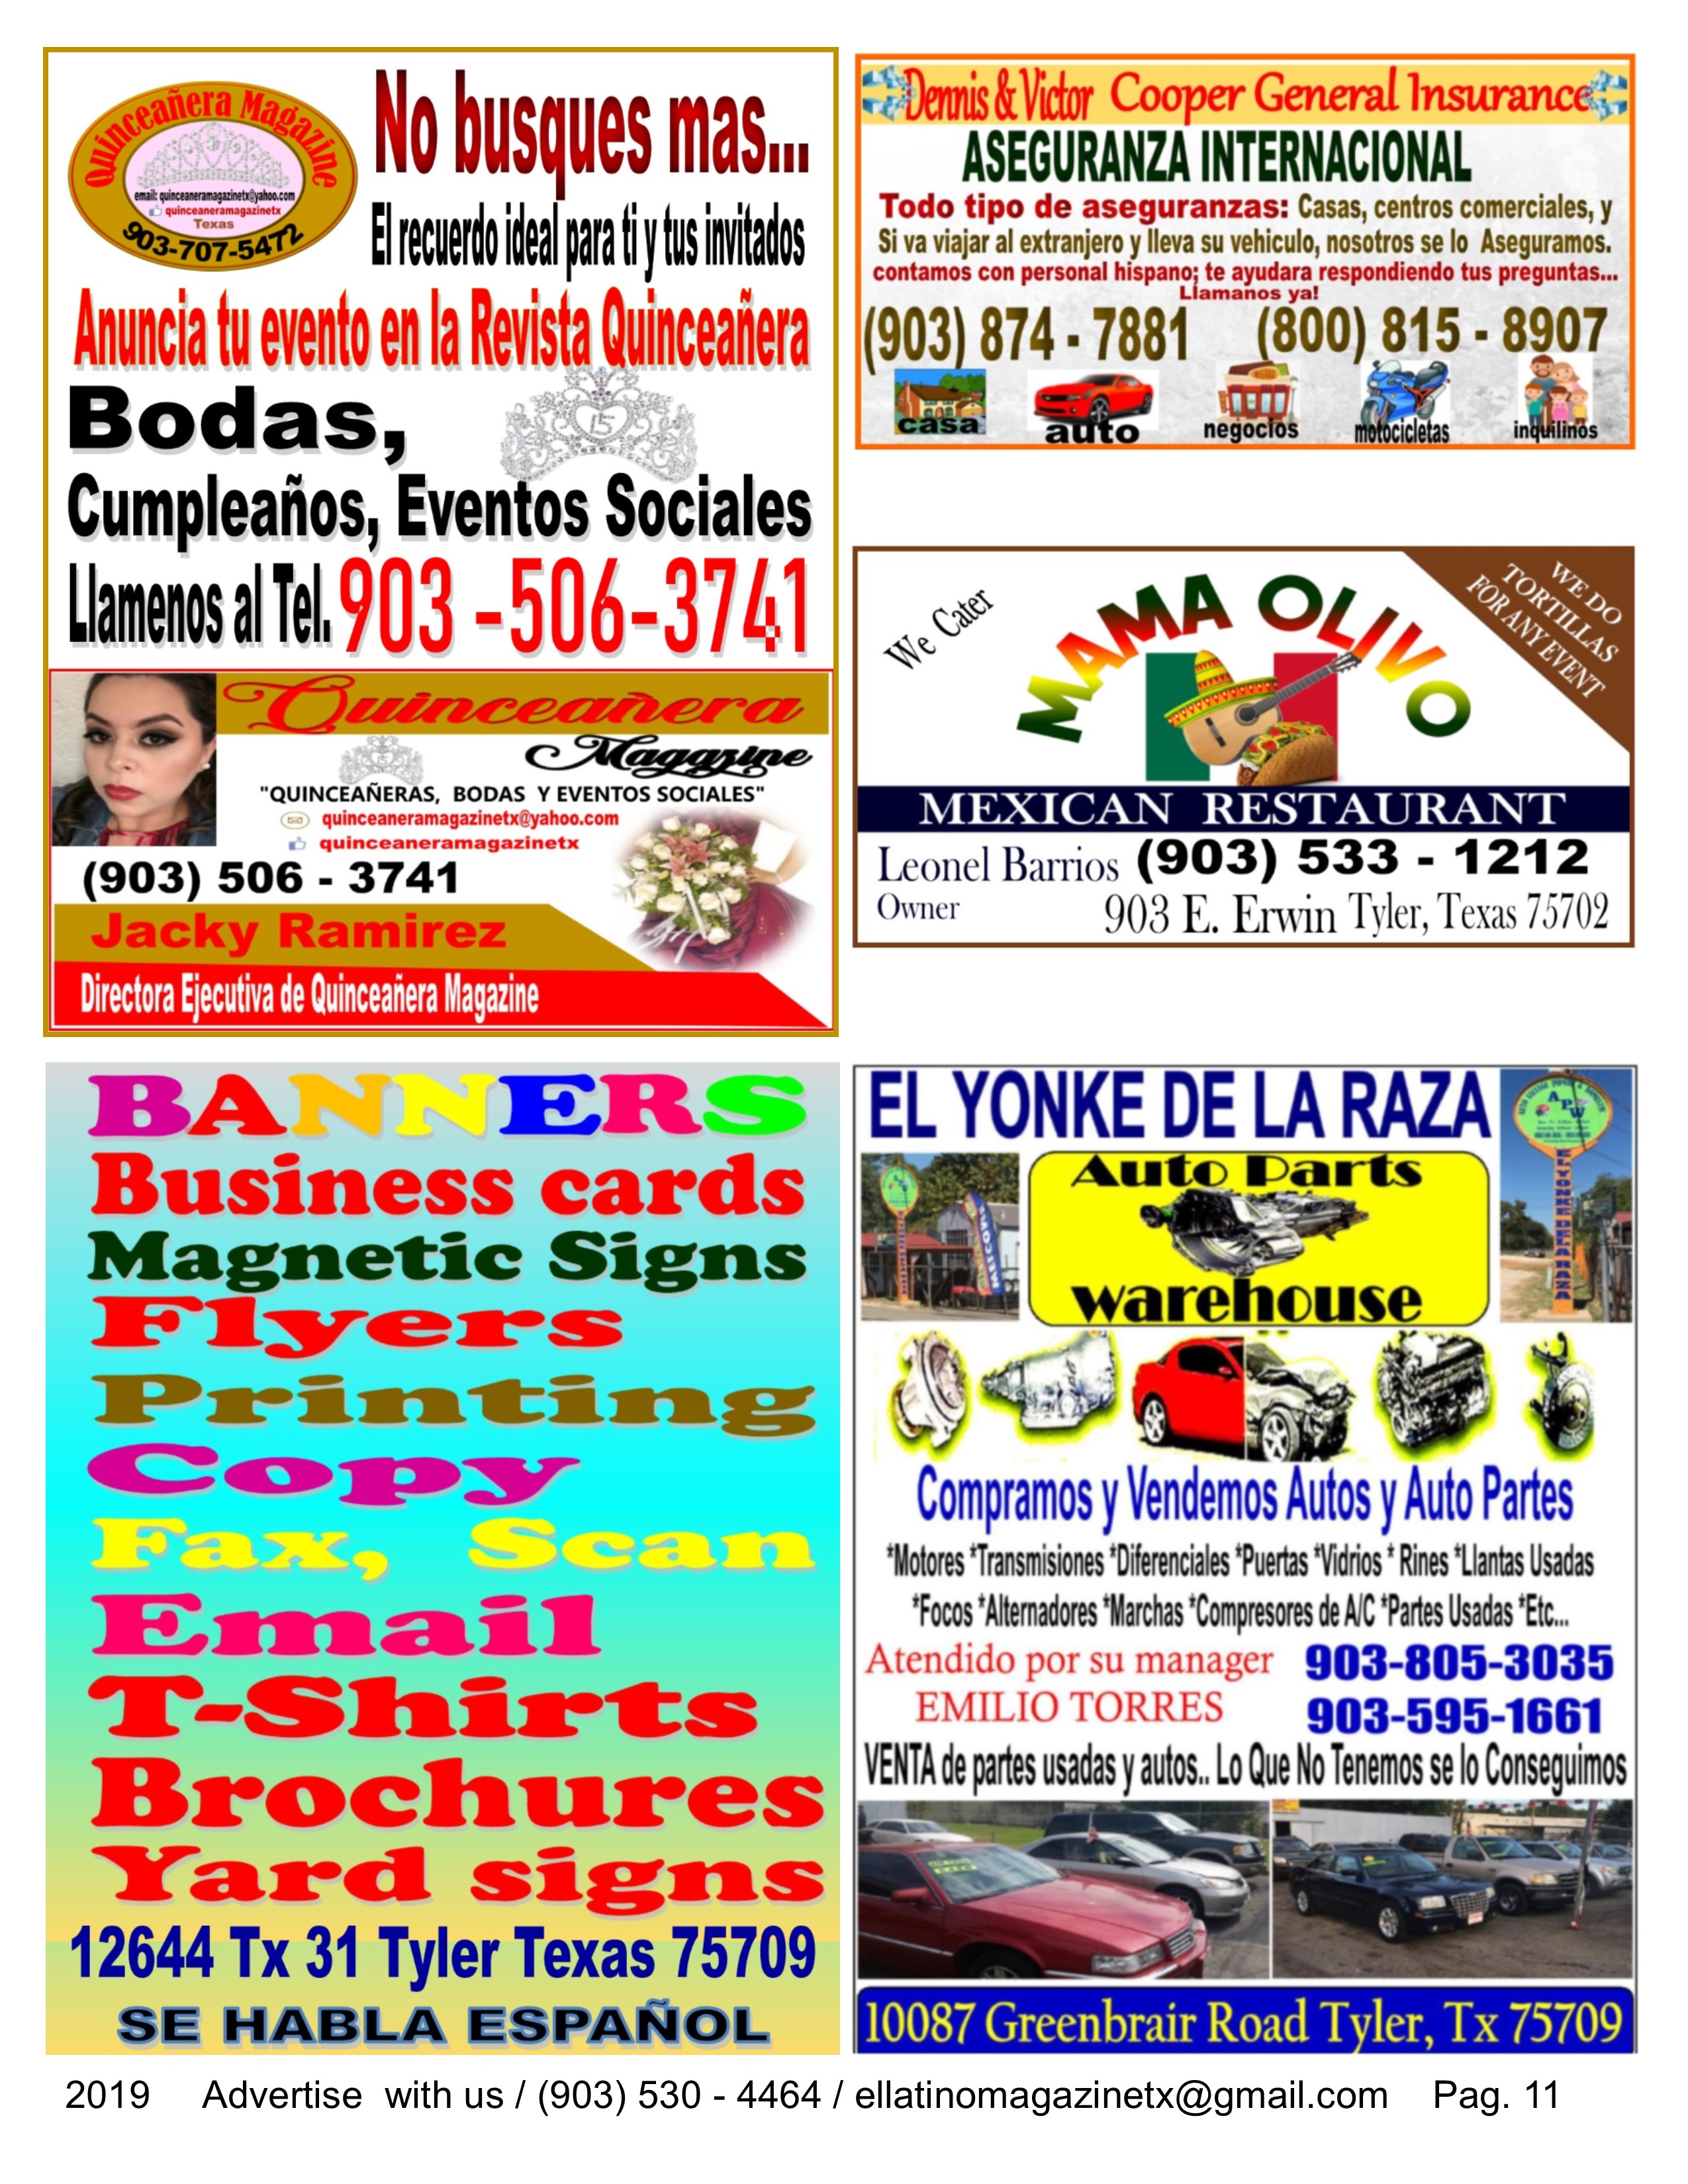 Quinceañera Magazine
email: quinceaneramagazinetx@yahoo.com
quinceaneramagazinetx
Texas
903-707-5472
No busques mas...
El recuerdo ideal para ti y tus invitados
Anuncia tu evento en la Revista Quinceañera
Bodas,
15
Cumpleaños, Eventos Sociales
Llamenos al Tel. 903 -506-3741
Quinceañera
Magazine
15
"QUINCEAÑERAS, BODAS Y EVENTOS SOCIALES"
quinceaneramagazinetx@yahoo.com
quinceaneramagazinetx
(903) 506 - 3741
Jacky Ramirez
Directora Ejecutiva de Quinceañera Magazine
Dennis & Victor Cooper General Insurance
ASEGURANZA INTERNACIONAL
Todo tipo de aseguranzas: Casas, centros comerciales, y
Si va viajar al extranjero y lleva su vehiculo, nosotros se lo Aseguramos.
contamos con personal hispano; te ayudara respondiendo tus preguntas...
Llamanos ya!
(903) 874 - 7881 (800) 815 - 8907
casa auto negocios motocicletas inquilinos
We Cater
MAMA OLIVO
WE DO
TORTILLAS
FOR ANY EVENT
MEXICAN RESTAURANT
Leonel Barrios (903) 533 - 1212
Owner 903 E. Erwin Tyler, Texas 75702
BANNERS
Business cards
Magnetic Signs
Flyers
Printing
Copy
Fax, Scan
Email
T-Shirts
Brochures
Yard signs
12644 Tx 31 Tyler Texas 75709
SE HABLA ESPAÑOL
EL YONKE DE LA RAZA
Auto Parts
warehouse
APW
EL YONKE DE LA RAZA
WELCOME
Compramos y Vendemos Autos y Auto Partes
*Motores *Transmisiones *Diferenciales *Puertas *Vidrios * Rines *Llantas Usadas
*Focos *Alternadores *Marchas *Compresores de A/C *Partes Usadas *Etc...
Atendido por su manager 903-805-3035
EMILIO TORRES 903-595-1661
VENTA de partes usadas y autos.. Lo Que No Tenemos se lo Conseguimos
10087 Greenbrair Road Tyler, Tx 75709
2019 Advertise with us / (903) 530 - 4464 / ellatinomagazinetx@gmail.com Pag. 11